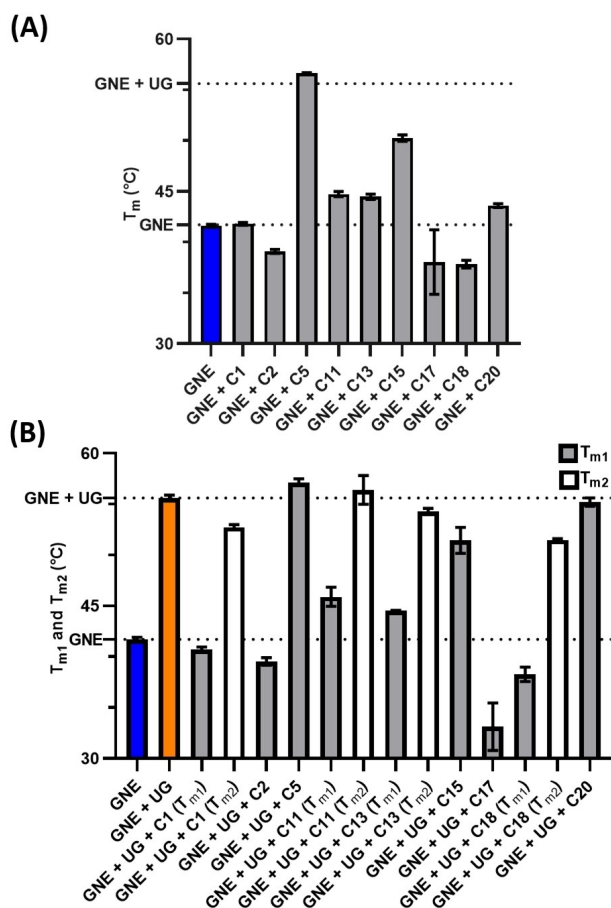 (A)
60
GNE + UG
45
GNE
30
Tm (°C)
GNE
GNE + C1
GNE + C2
GNE + C5
GNE + C11
GNE + C13
GNE + C15
GNE + C17
GNE + C18
GNE + C20
(B)
60
GNE + UG
45
GNE
30
Tm1 and Tm2 (°C)
Tm1
Tm2
GNE
GNE + UG
GNE + UG + C1 (Tm1)
GNE + UG + C1 (Tm2)
GNE + UG + C2
GNE + UG + C5
GNE + UG + C11 (Tm1)
GNE + UG + C11 (Tm2)
GNE + UG + C13 (Tm1)
GNE + UG + C13 (Tm2)
GNE + UG + C15
GNE + UG + C17
GNE + UG + C18 (Tm1)
GNE + UG + C18 (Tm2)
GNE + UG + C20